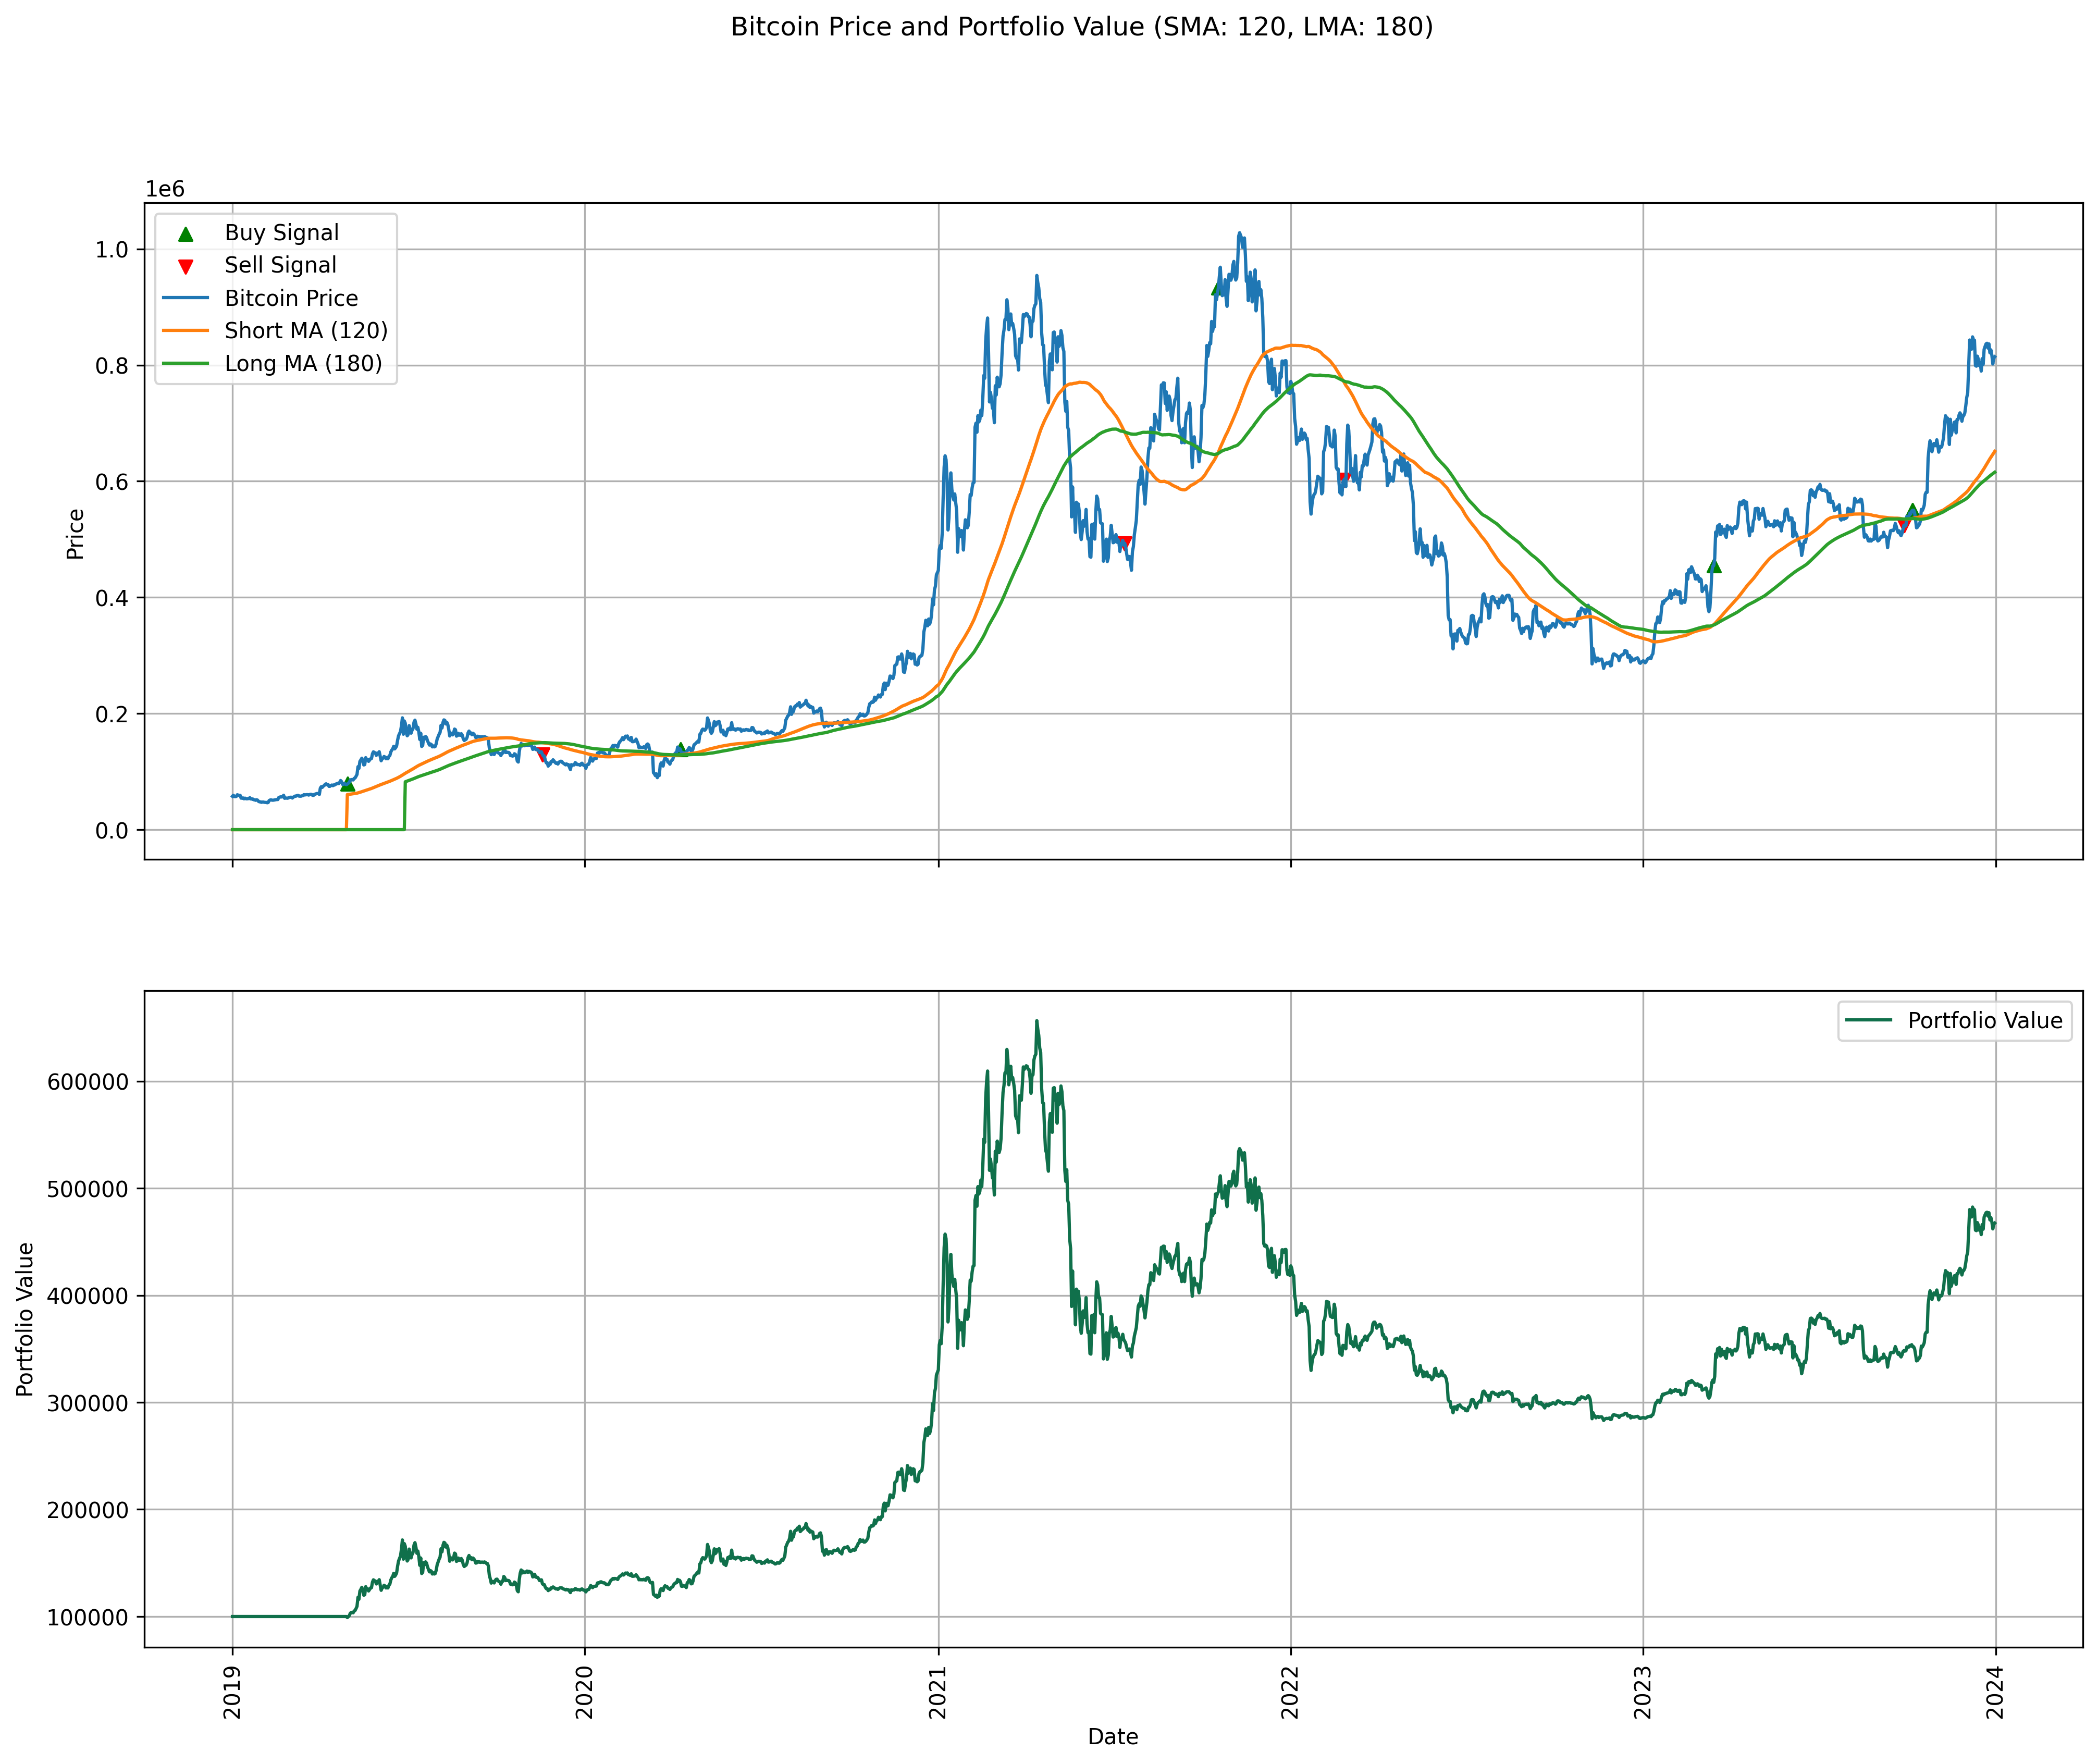 Bitcoin Price and Portfolio Value (SMA: 120, LMA: 180)
1e6
Buy Signal
Sell Signal
Bitcoin Price
Short MA (120)
Long MA (180)
1.0
0.8
0.6
0.4
0.2
0.0
Price
Portfolio Value
600000
500000
400000
300000
200000
100000
Portfolio Value
2019
2020
2021
2022
2023
2024
Date